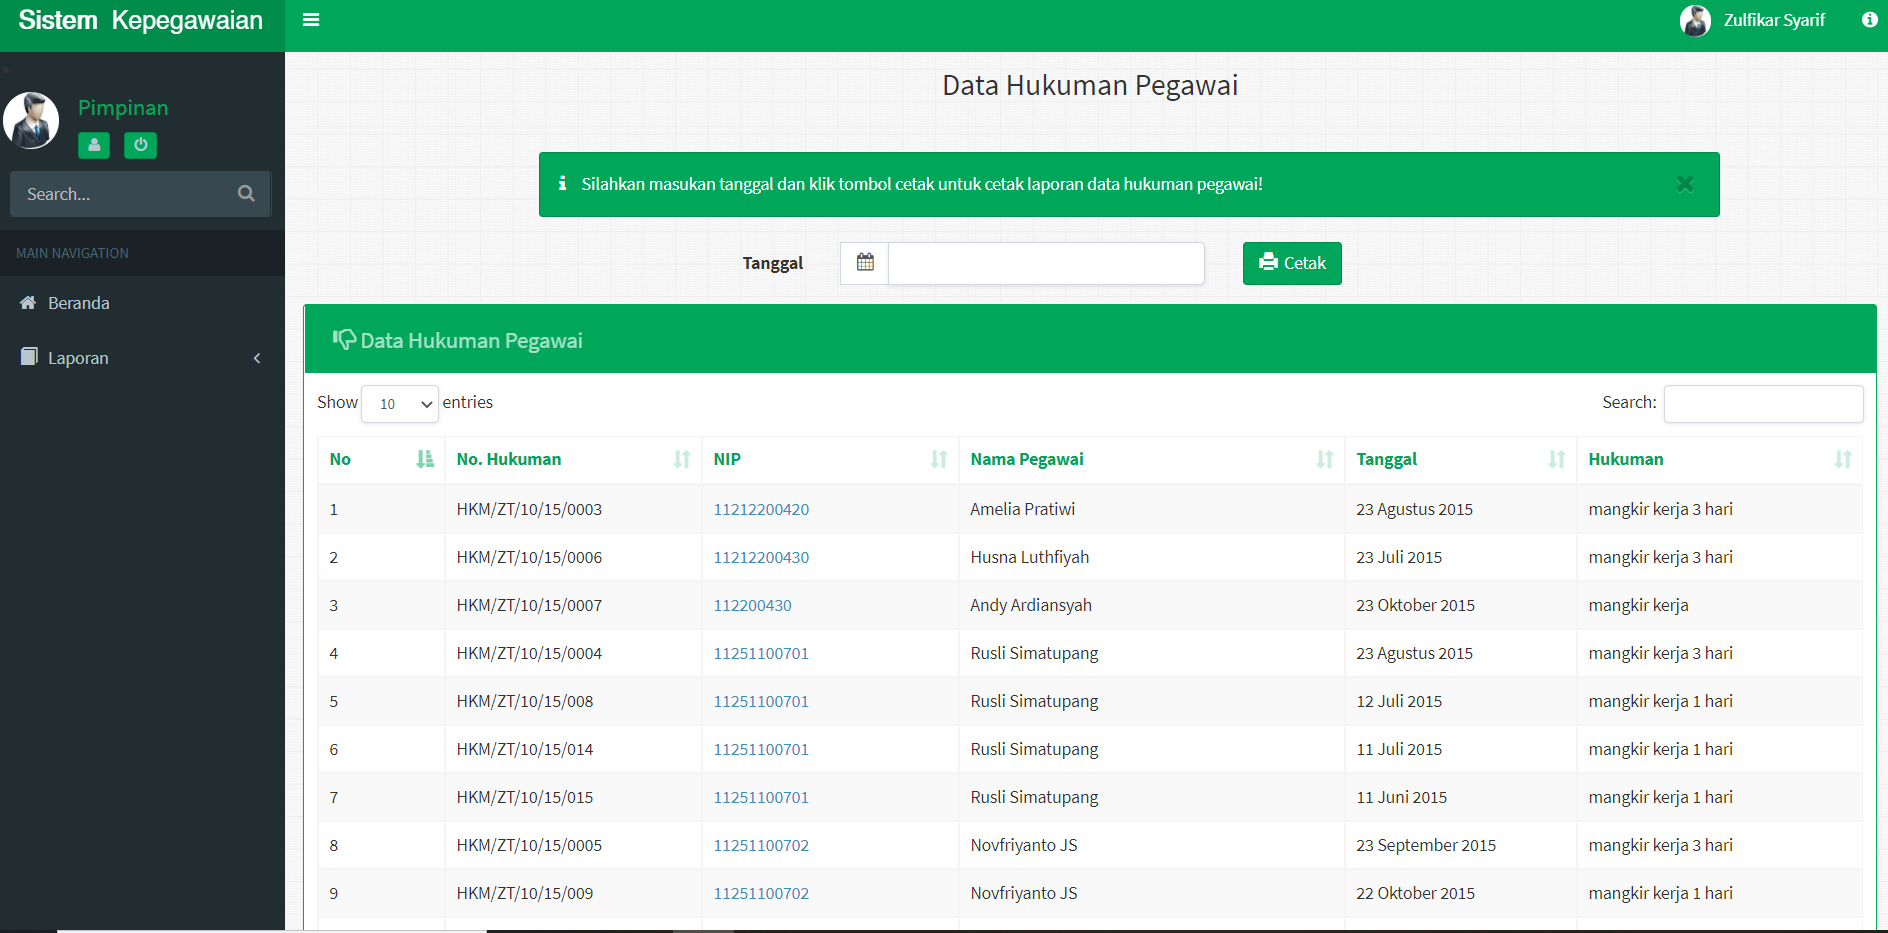 Sistem Kepegawaian
Zulfikar Syarif
Pimpinan
Search...
MAIN NAVIGATION
Beranda
Laporan
Data Hukuman Pegawai
Silahkan masukan tanggal dan klik tombol cetak untuk cetak laporan data hukuman pegawai!
Tanggal Cetak
Data Hukuman Pegawai
Show 10 entries Search:
No No. Hukuman NIP Nama Pegawai Tanggal Hukuman
1 HKM/ZT/10/15/0003 11212200420 Amelia Pratiwi 23 Agustus 2015 mangkir kerja 3 hari
2 HKM/ZT/10/15/0006 11212200430 Husna Luthfiyah 23 Juli 2015 mangkir kerja 3 hari
3 HKM/ZT/10/15/0007 112200430 Andy Ardiansyah 23 Oktober 2015 mangkir kerja
4 HKM/ZT/10/15/0004 11251100701 Rusli Simatupang 23 Agustus 2015 mangkir kerja 3 hari
5 HKM/ZT/10/15/008 11251100701 Rusli Simatupang 12 Juli 2015 mangkir kerja 1 hari
6 HKM/ZT/10/15/014 11251100701 Rusli Simatupang 11 Juli 2015 mangkir kerja 1 hari
7 HKM/ZT/10/15/015 11251100701 Rusli Simatupang 11 Juni 2015 mangkir kerja 1 hari
8 HKM/ZT/10/15/0005 11251100702 Novfriyanto JS 23 September 2015 mangkir kerja 3 hari
9 HKM/ZT/10/15/009 11251100702 Novfriyanto JS 22 Oktober 2015 mangkir kerja 1 hari